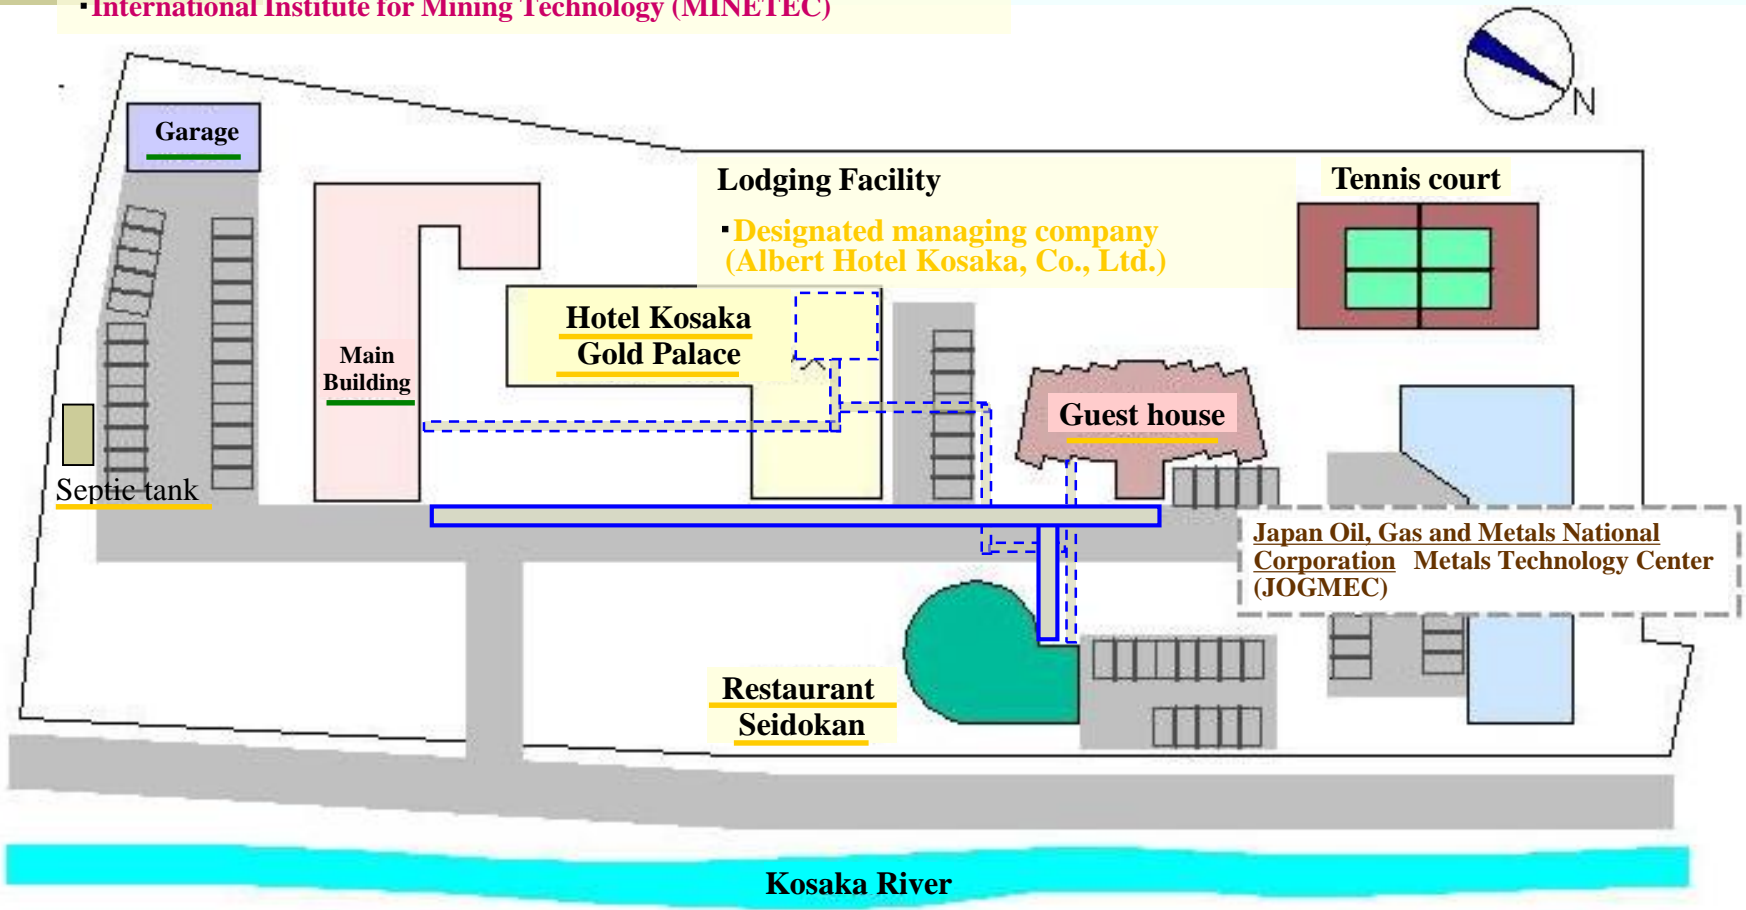 ▪International Institute for Mining Technology (MINETEC)
N
Garage
Lodging Facility
▪Designated managing company
(Albert Hotel Kosaka, Co., Ltd.)
Tennis court
Hotel Kosaka
Gold Palace
Main
Building
Guest house
Septic tank
Japan Oil, Gas and Metals National
Corporation Metals Technology Center
(JOGMEC)
Restaurant
Seidokan
Kosaka River